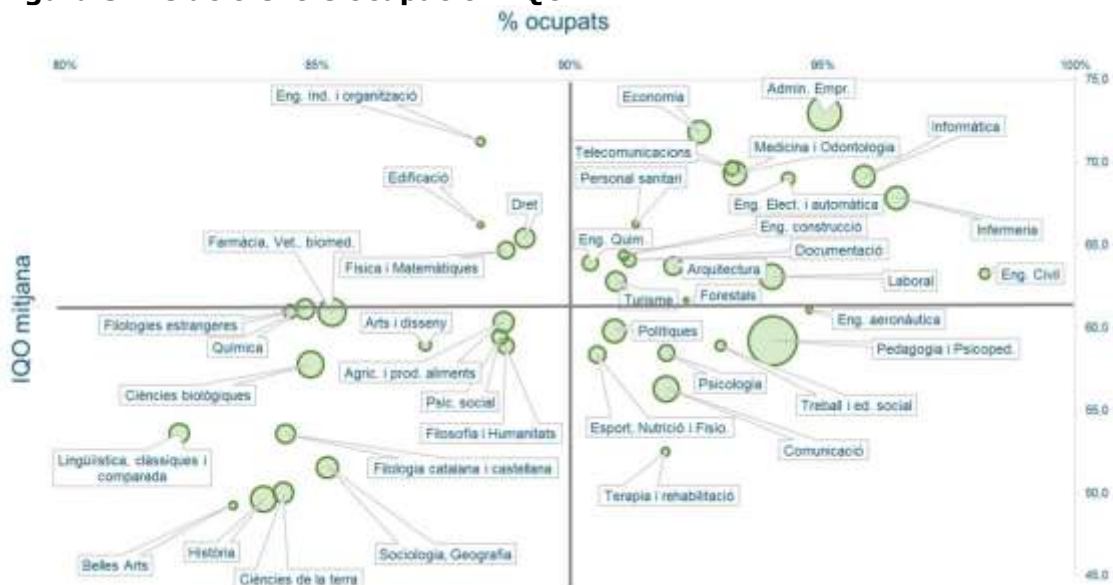 % ocupats
80%
85%
90%
95%
100%
75,0
Admin. Empr.
Eng. ind. i organització
Economia
Informàtica
Telecomunicacions
Medicina i Odontologia
70,0
Edificació
Personal sanitari
Dret
Eng. Elect. i automàtica
Eng. construcció
Infermeria
Farmàcia, Vet., biomed.
Eng. Quim.
65,0
Documentació
Física i Matemàtiques
Arquitectura
Laboral
Eng. Civil
Turisme
Forestals
IQO mitjana
Filologies estrangeres
Arts i disseny
Eng. aeronàutica
60,0
Química
Polítiques
Pedagogia i Psicoped.
Agric. i prod. aliments
Psicologia
Ciències biològiques
Psic. social
Treball i ed. social
55,0
Filosofia i Humanitats
Esport, Nutrició i Fisio.
Comunicació
Lingüística, clàssiques i
comparada
Filologia catalana i castellana
Terapia i rehabilitació
50,0
Història
Sociologia, Geografia
Belles Arts
Ciències de la terra
45,0